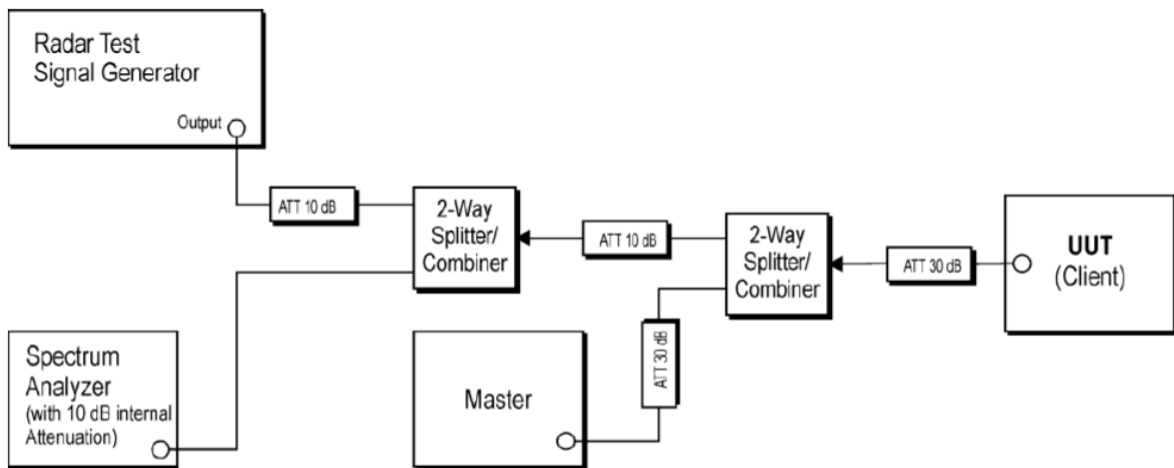 Radar Test
Signal Generator
Output
ATT 10 dB
2-Way
Splitter/
Combiner
ATT 10 dB
2-Way
Splitter/
Combiner
ATT 30 dB
UUT
(Client)
Spectrum
Analyzer
(with 10 dB internal
Attenuation)
Master
ATT 30 dB